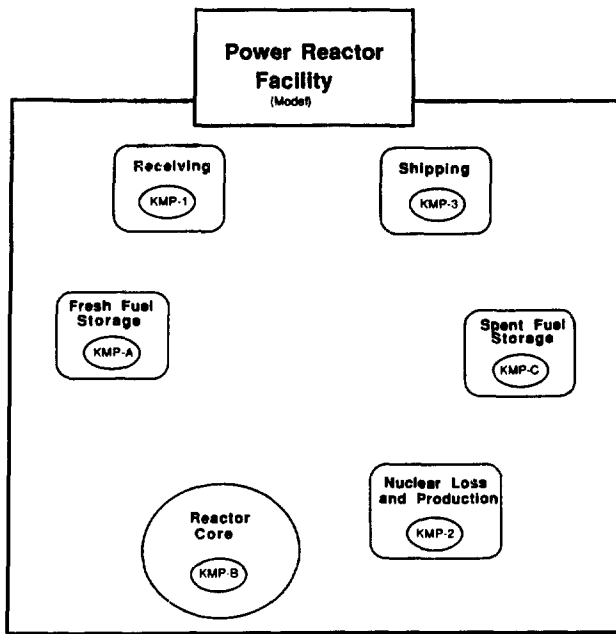 Power Reactor
Facility
(Model)
Receiving
KMP-1
Shipping
KMP-3
Fresh Fuel
Storage
KMP-A
Spent Fuel
Storage
KMP-C
Reactor
Core
KMP-B
Nuclear Loss
and Production
KMP-2